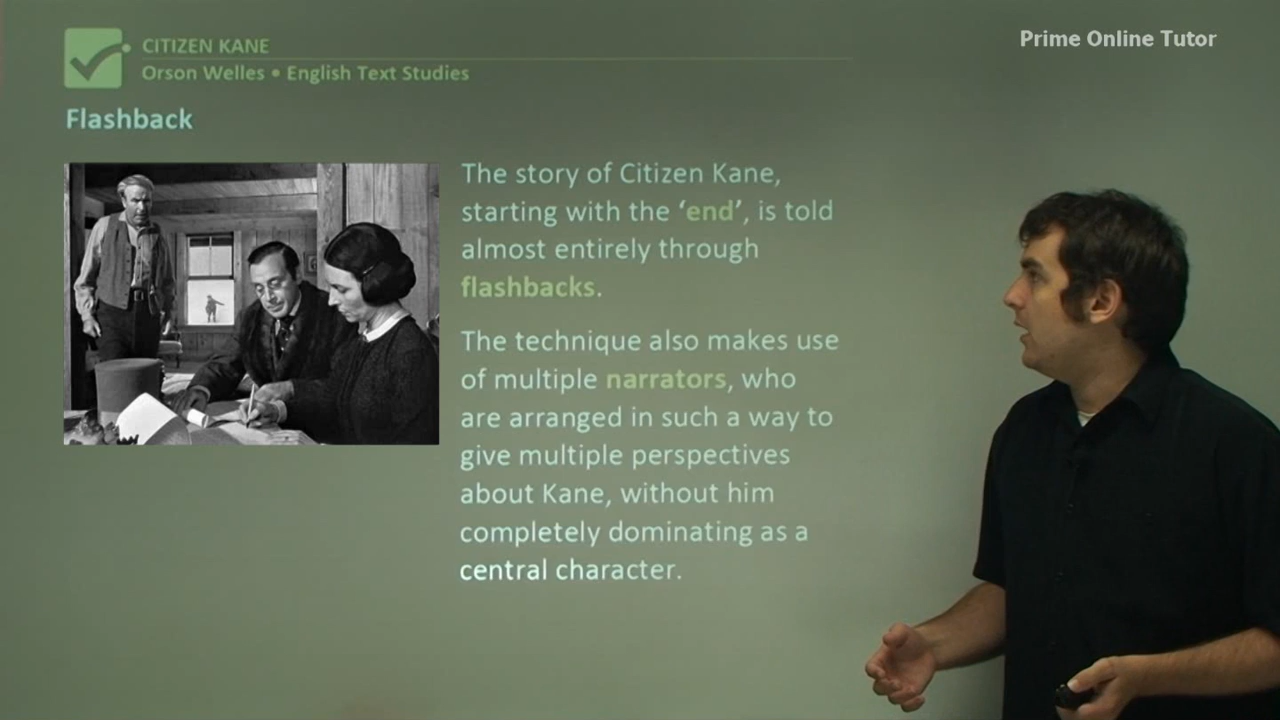 CITIZEN KANE
Orson Welles • English Text Studies
Prime Online Tutor
Flashback
The story of Citizen Kane,
starting with the ‘end’, is told
almost entirely through
flashbacks.
The technique also makes use
of multiple narrators, who
are arranged in such a way to
give multiple perspectives
about Kane, without him
completely dominating as a
central character.